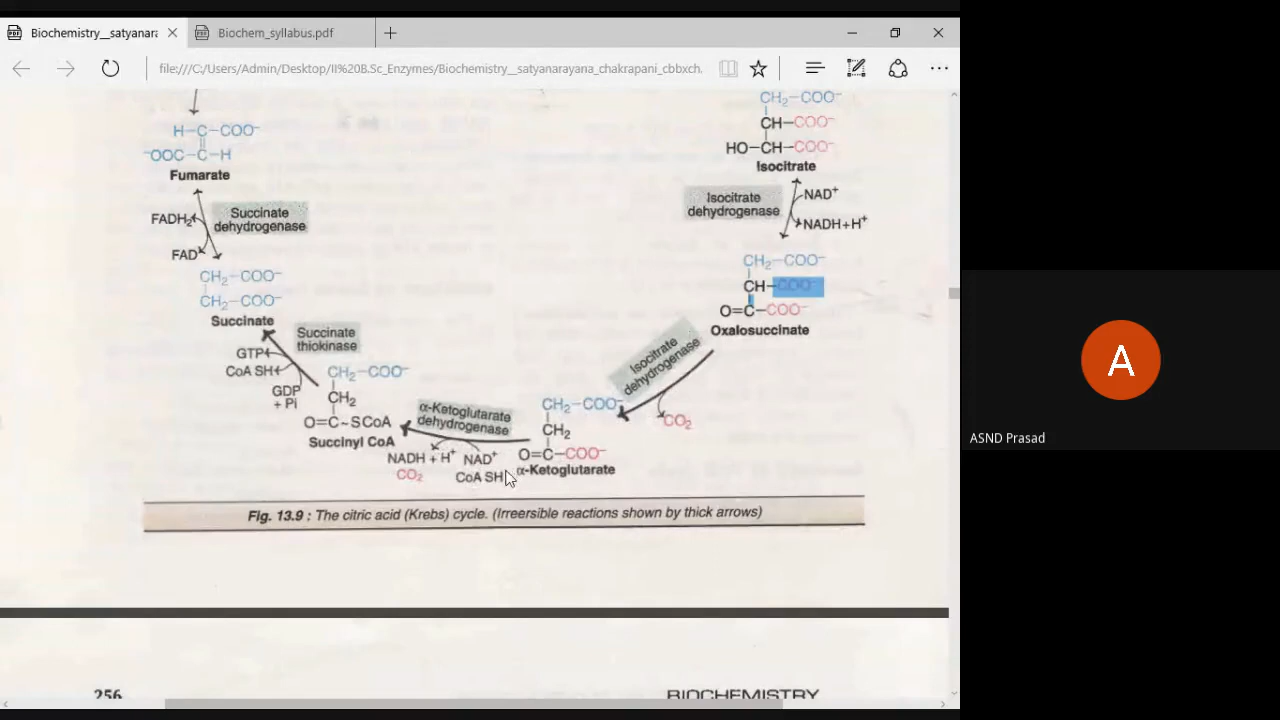 Biochemistry__satyanara
Biochem_syllabus.pdf
file:///C:/Users/Admin/Desktop/II%20B.Sc_Enzymes/Biochemistry__satyanarayana_chakrapani_cbbxch.
H–C–COO⁻
⁻OOC–C–H
Fumarate
FADH₂
FAD
Succinate
dehydrogenase
CH₂–COO⁻
CH₂–COO⁻
Succinate
GTP
CoA SH
GDP
+ Pi
Succinate
thiokinase
CH₂–COO⁻
CH₂
O=C~SCoA
Succinyl CoA
α-Ketoglutarate
dehydrogenase
NADH + H⁺ NAD⁺
CO₂ CoA SH
CH₂–COO⁻
CH₂
O=C–COO⁻
α-Ketoglutarate
Isocitrate
dehydrogenase
CO₂
CH₂–COO⁻
CH–COO⁻
HO–CH–COO⁻
Isocitrate
Isocitrate
dehydrogenase
NAD⁺
NADH+H⁺
CH₂–COO⁻
CH–COO⁻
O=C–COO⁻
Oxalosuccinate
Fig. 13.9 : The citric acid (Krebs) cycle. (Irreersible reactions shown by thick arrows)
256
BIOCHEMISTRY
A
ASND Prasad